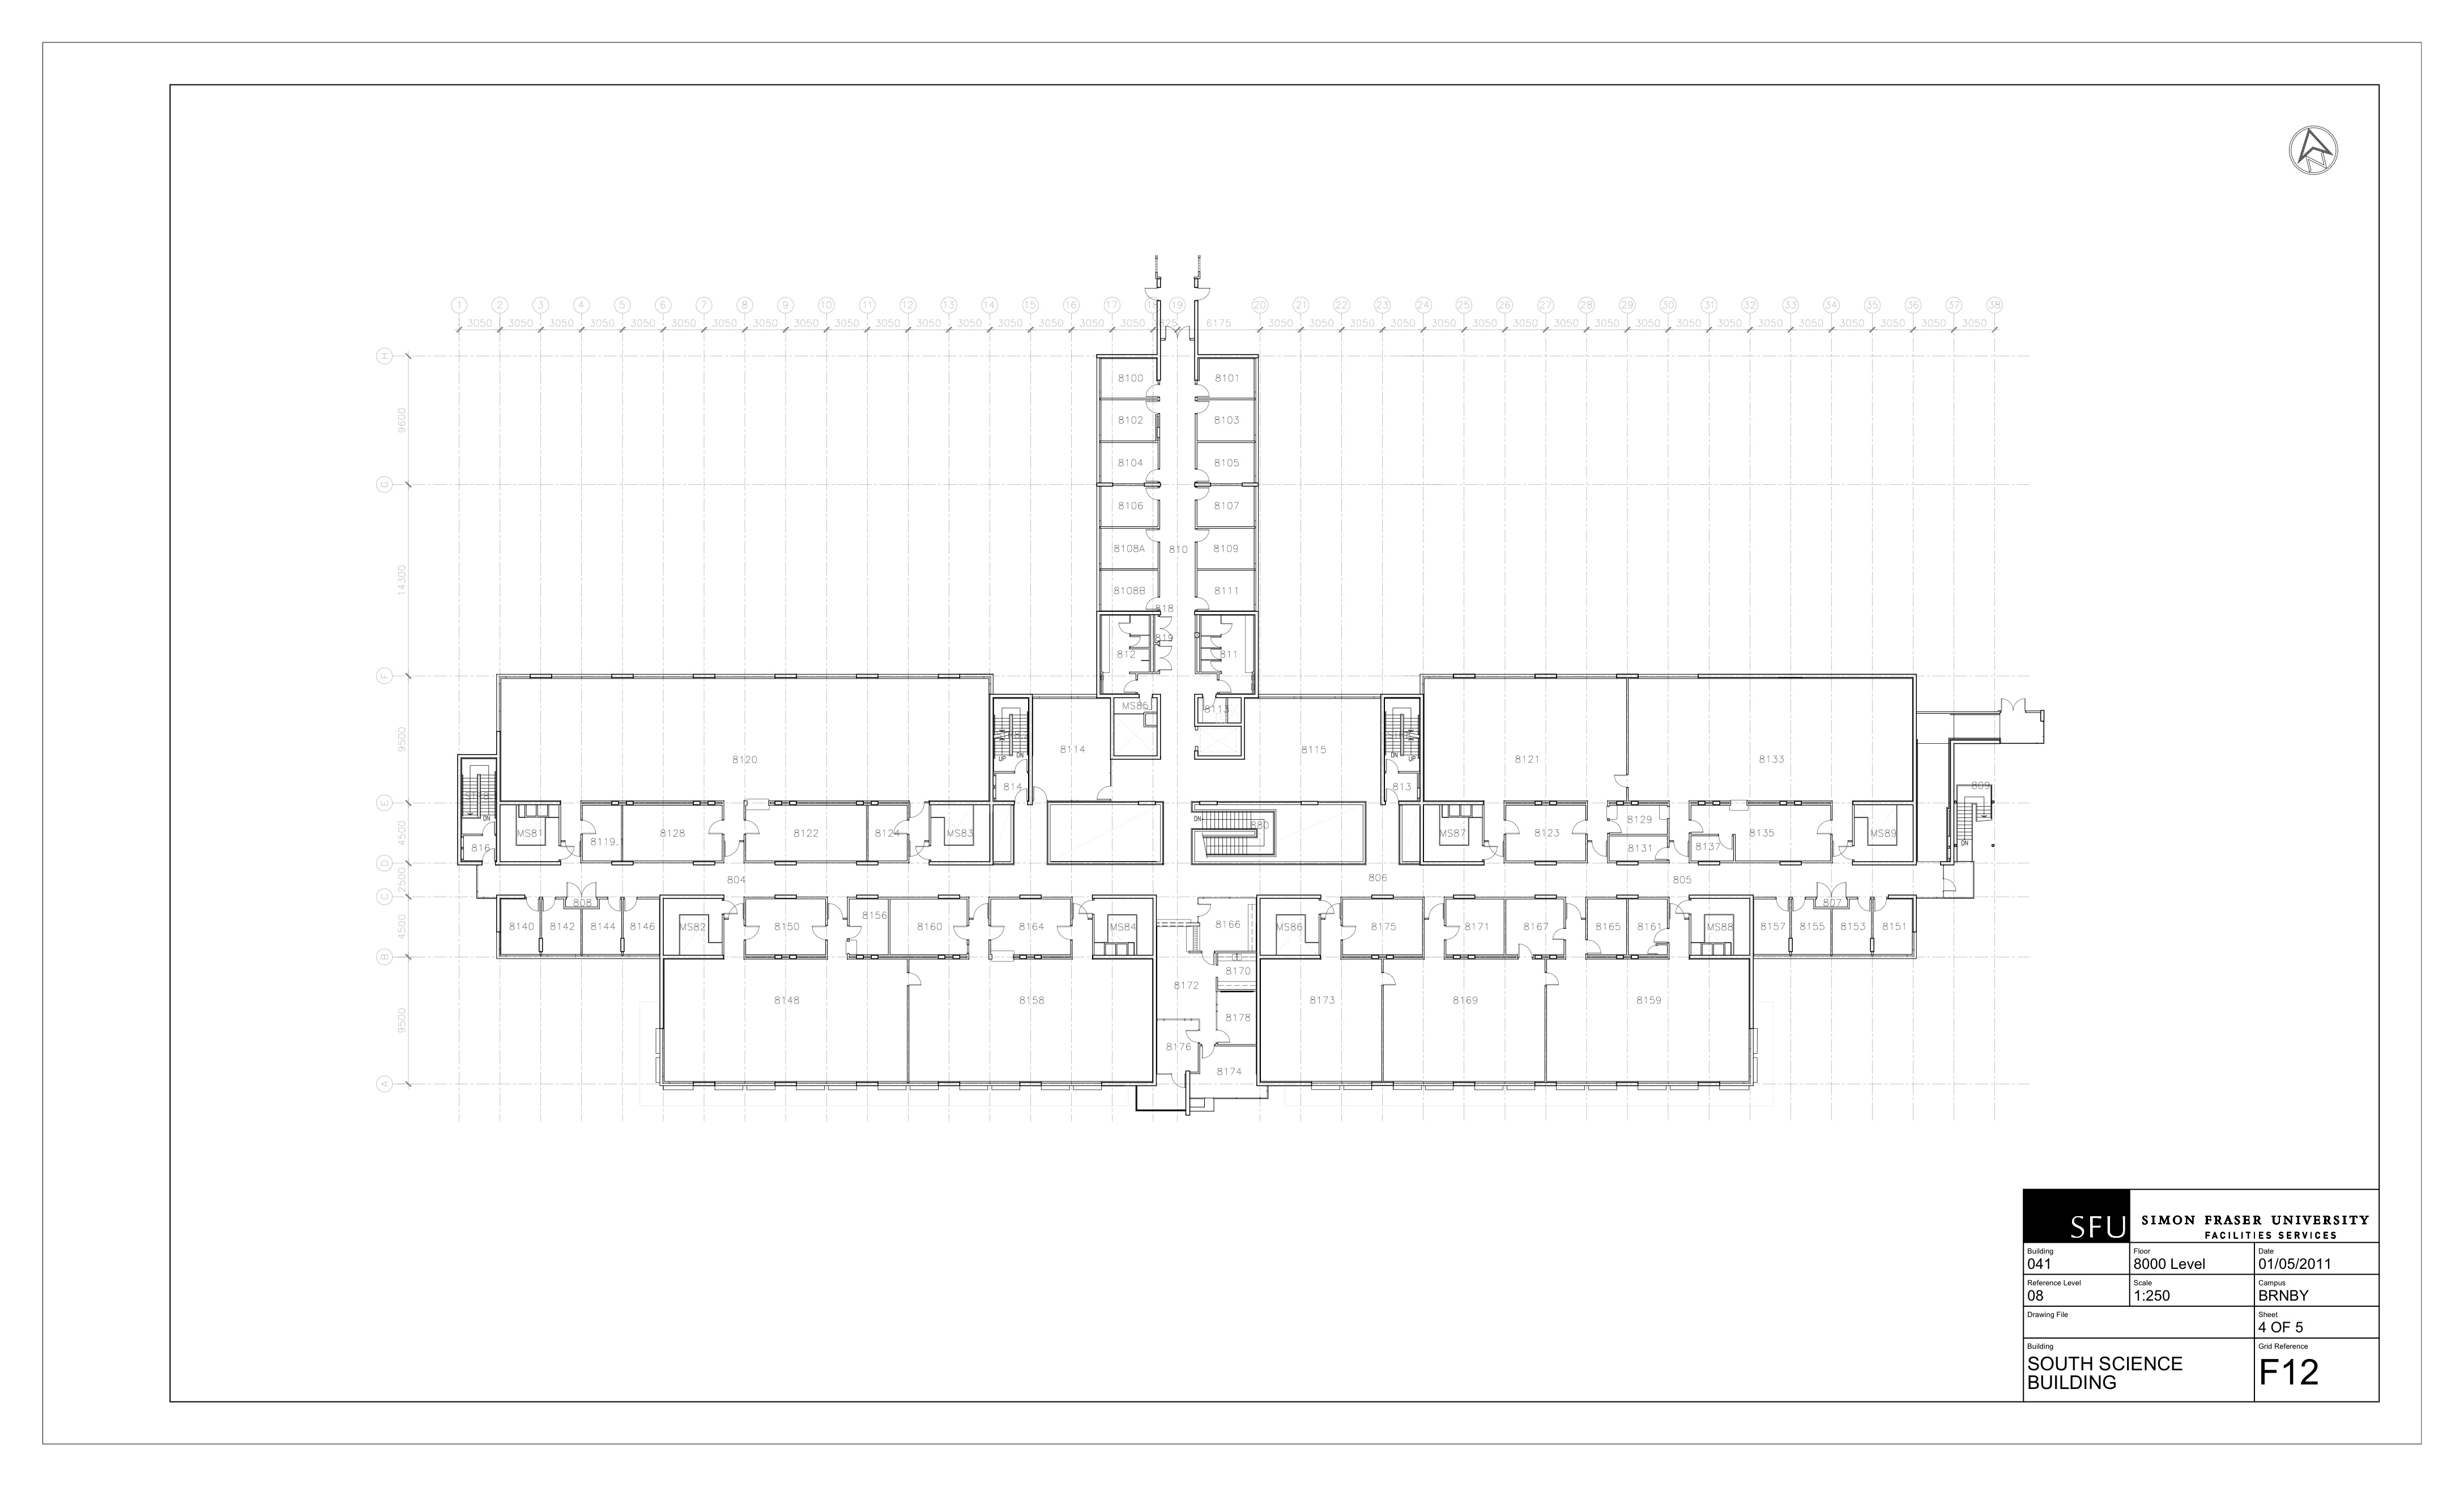 1 2 3 4 5 6 7 8 9 10 11 12 13 14 15 16 17 18 19 20 21 22 23 24 25 26 27 28 29 30 31 32 33 34 35 36 37 38
3050 3050 3050 3050 3050 3050 3050 3050 3050 3050 3050 3050 3050 3050 3050 3050 3050 6175 3050 3050 3050 3050 3050 3050 3050 3050 3050 3050 3050 3050 3050 3050 3050 3050 3050 3050
H
8100 8101
9600
8102 8103
8104 8105
G
8106 8107
8108A 810 8109
14300
8108B 8111
818
819
812 811
F
MS85 8113
9500
8120 8114 8115 8121 8133
DN DN
UP UP
814 813 809
E
DN DN
880
4500
MS81 8119.1 8128 8122 8124 MS83 MS87 8123 8129 8135 MS89
816 8131 8137
DN
D
2500
804 806 805
C
808 807
8156
4500
8140 8142 8144 8146 MS82 8150 8160 8164 MS84 8166 MS86 8175 8171 8167 8165 8161 MS88 8157 8155 8153 8151
B
8170
8172
8148 8158 8173 8169 8159
9500
8178
8176
8174
A
SFU SIMON FRASER UNIVERSITY
FACILITIES SERVICES
Building Floor Date
041 8000 Level 01/05/2011
Reference Level Scale Campus
08 1:250 BRNBY
Drawing File Sheet
4 OF 5
Building Grid Reference
SOUTH SCIENCE
BUILDING
F12